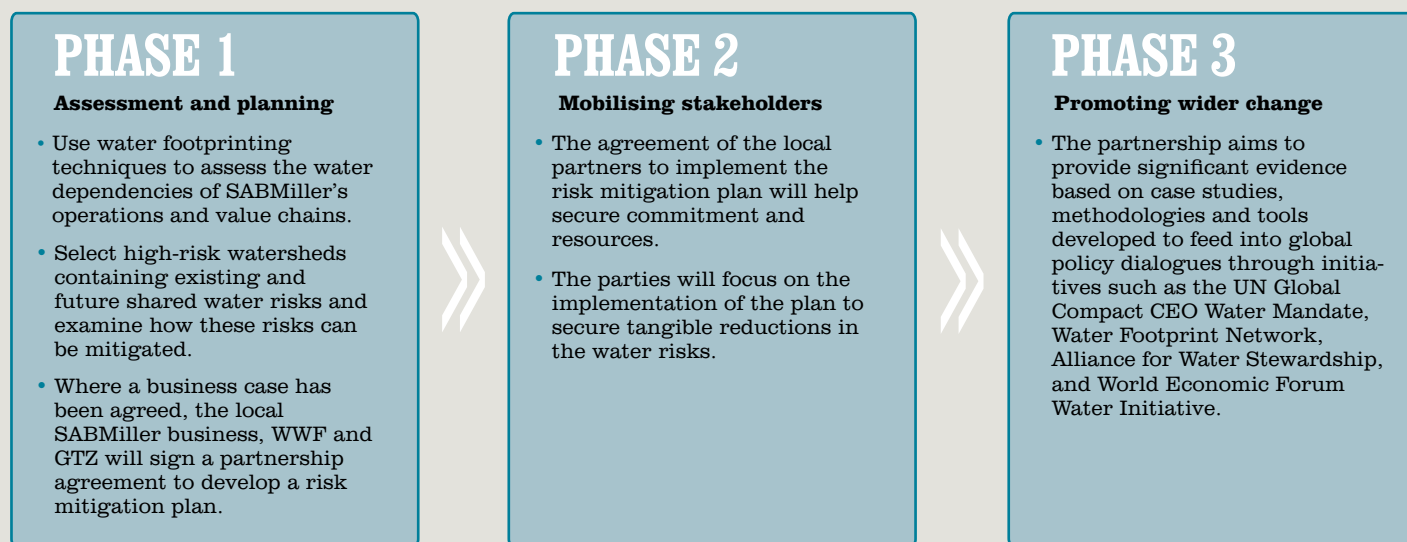 PHASE 1
Assessment and planning
• Use water footprinting
techniques to assess the water
dependencies of SABMiller's
operations and value chains.
• Select high-risk watersheds
containing existing and
future shared water risks and
examine how these risks can
be mitigated.
• Where a business case has
been agreed, the local
SABMiller business, WWF and
GTZ will sign a partnership
agreement to develop a risk
mitigation plan.
PHASE 2
Mobilising stakeholders
• The agreement of the local
partners to implement the
risk mitigation plan will help
secure commitment and
resources.
• The parties will focus on the
implementation of the plan to
secure tangible reductions in
the water risks.
PHASE 3
Promoting wider change
• The partnership aims to
provide significant evidence
based on case studies,
methodologies and tools
developed to feed into global
policy dialogues through initia-
tives such as the UN Global
Compact CEO Water Mandate,
Water Footprint Network,
Alliance for Water Stewardship,
and World Economic Forum
Water Initiative.